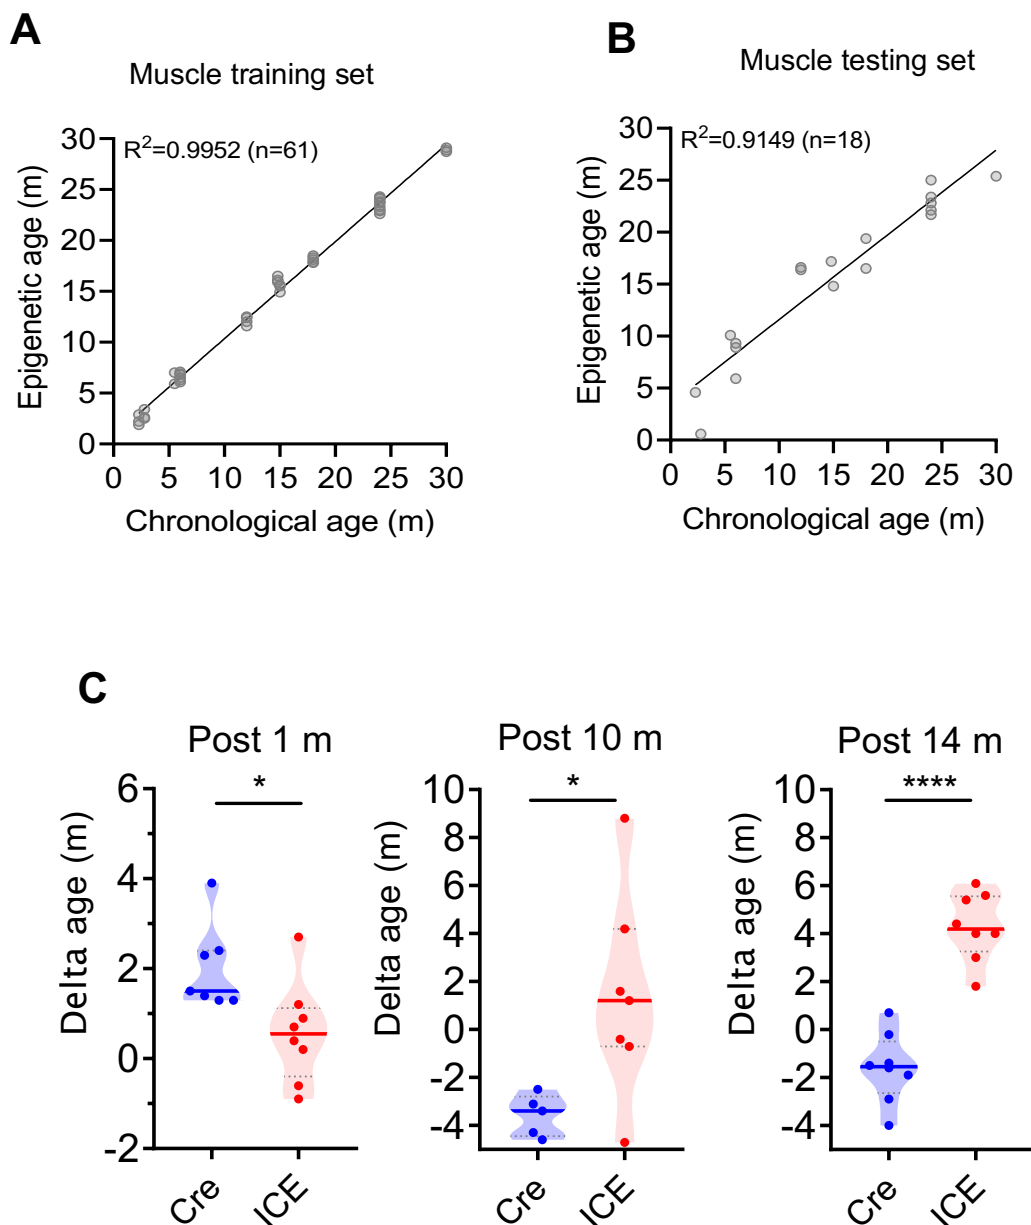 A
B
Muscle training set
Muscle testing set
R²=0.9952 (n=61)
R²=0.9149 (n=18)
Epigenetic age (m)
30
25
20
15
10
5
0
0 5 10 15 20 25 30
Chronological age (m)
Epigenetic age (m)
30
25
20
15
10
5
0
0 5 10 15 20 25 30
Chronological age (m)
C
Post 1 m
*
Delta age (m)
6
4
2
0
-2
Cre ICE
Post 10 m
*
Delta age (m)
10
8
6
4
2
0
-2
-4
Cre ICE
Post 14 m
****
Delta age (m)
10
8
6
4
2
0
-2
-4
Cre ICE